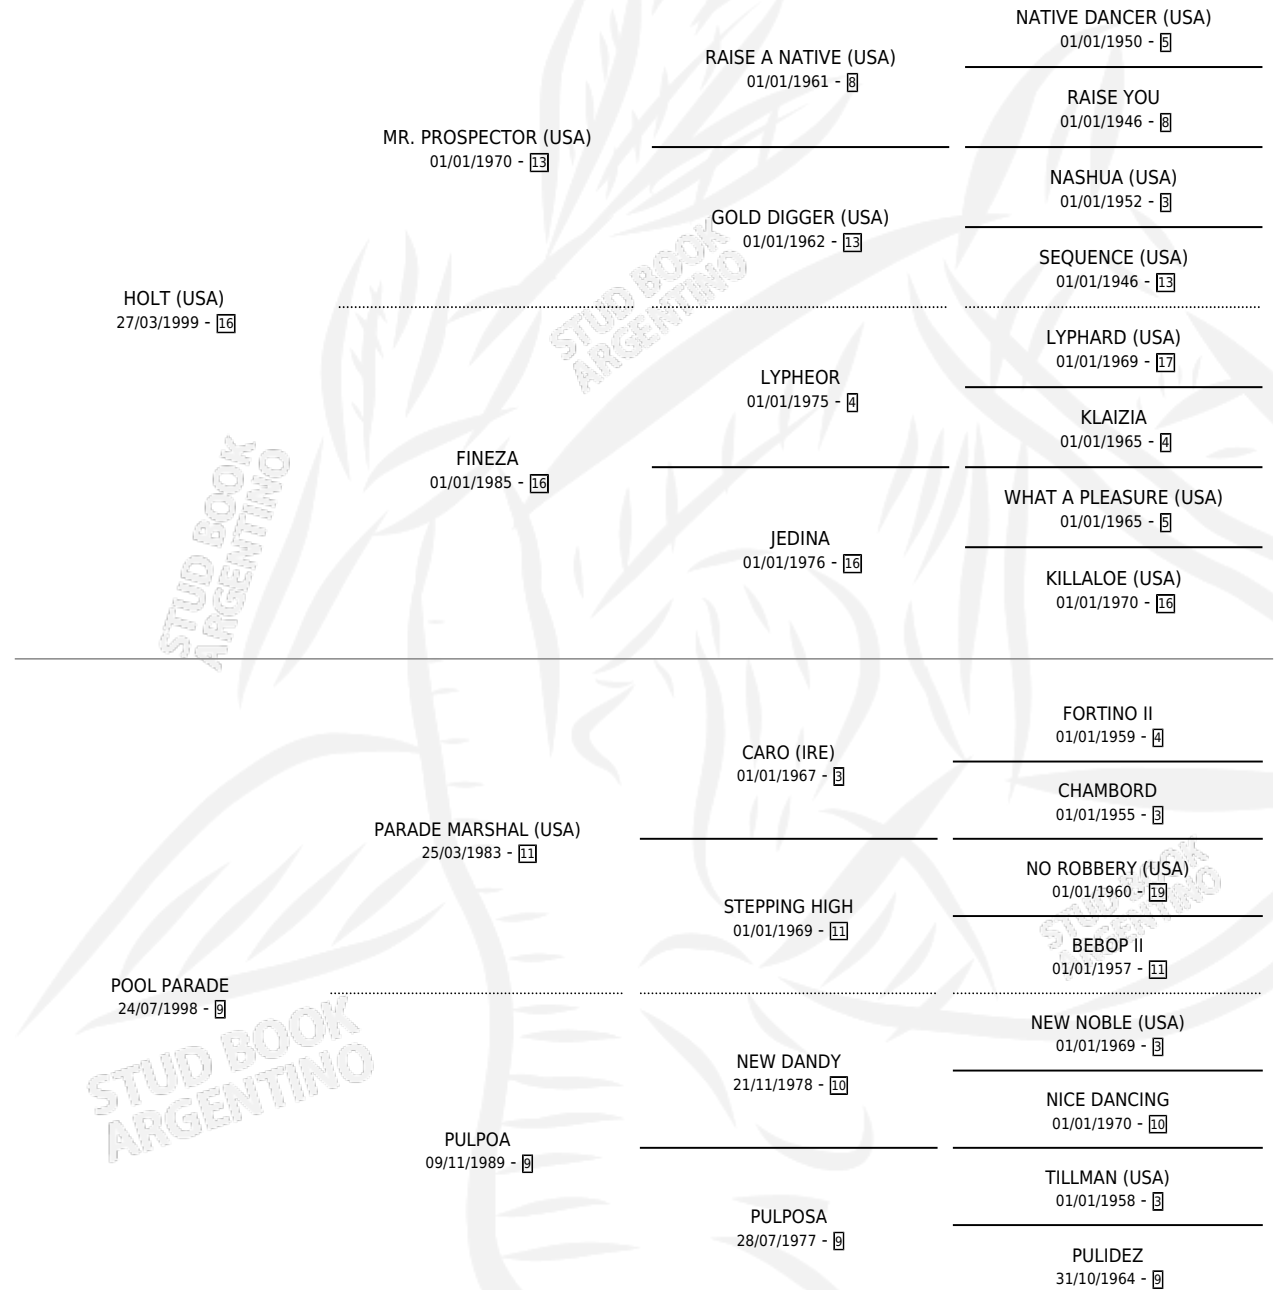 NATIVE DANCER (USA)
01/01/1950 - 5
RAISE A NATIVE (USA)
01/01/1961 - 8
RAISE YOU
01/01/1946 - 8
MR. PROSPECTOR (USA)
01/01/1970 - 13
NASHUA (USA)
01/01/1952 - 3
GOLD DIGGER (USA)
01/01/1962 - 13
SEQUENCE (USA)
01/01/1946 - 13
HOLT (USA)
27/03/1999 - 16
STUD BOOK
ARGENTINO
LYPHARD (USA)
01/01/1969 - 17
LYPHEOR
01/01/1975 - 4
KLAIZIA
01/01/1965 - 4
FINEZA
01/01/1985 - 16
STUD BOOK
ARGENTINO
WHAT A PLEASURE (USA)
01/01/1965 - 5
JEDINA
01/01/1976 - 16
KILLALOE (USA)
01/01/1970 - 16
FORTINO II
01/01/1959 - 4
CARO (IRE)
01/01/1967 - 3
CHAMBORD
01/01/1955 - 3
PARADE MARSHAL (USA)
25/03/1983 - 11
NO ROBBERY (USA)
01/01/1960 - 19
STUD BOOK
ARGENTINO
STEPPING HIGH
01/01/1969 - 11
BEBOP II
01/01/1957 - 11
POOL PARADE
24/07/1998 - 9
STUD BOOK
ARGENTINO
NEW NOBLE (USA)
01/01/1969 - 3
NEW DANDY
21/11/1978 - 10
NICE DANCING
01/01/1970 - 10
PULPOA
09/11/1989 - 9
TILLMAN (USA)
01/01/1958 - 3
PULPOSA
28/07/1977 - 9
PULIDEZ
31/10/1964 - 9